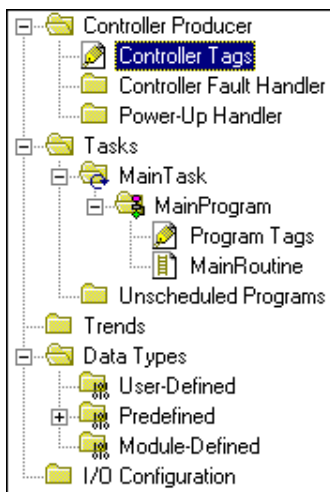 Controller Producer
Controller Tags
Controller Fault Handler
Power-Up Handler
Tasks
MainTask
MainProgram
Program Tags
MainRoutine
Unscheduled Programs
Trends
Data Types
User-Defined
Predefined
Module-Defined
I/O Configuration